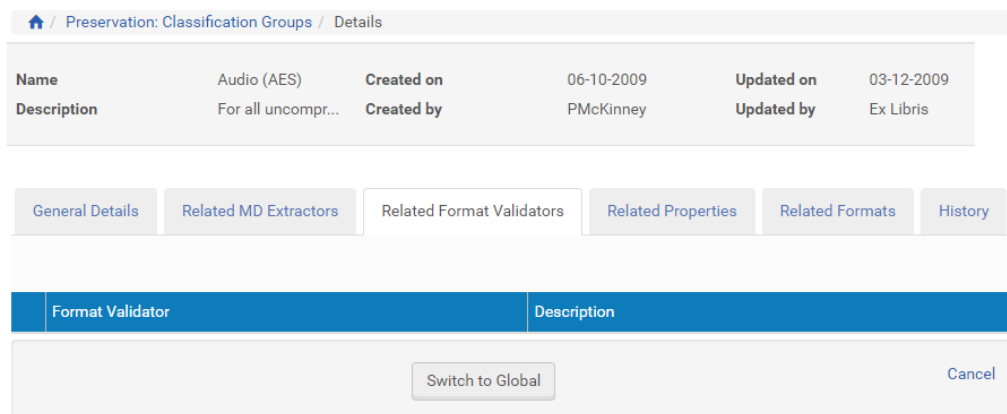 / Preservation: Classification Groups / Details
Name Audio (AES) Created on 06-10-2009 Updated on 03-12-2009
Description For all uncompr... Created by PMcKinney Updated by Ex Libris
General Details Related MD Extractors Related Format Validators Related Properties Related Formats History
Format Validator Description
Switch to Global Cancel